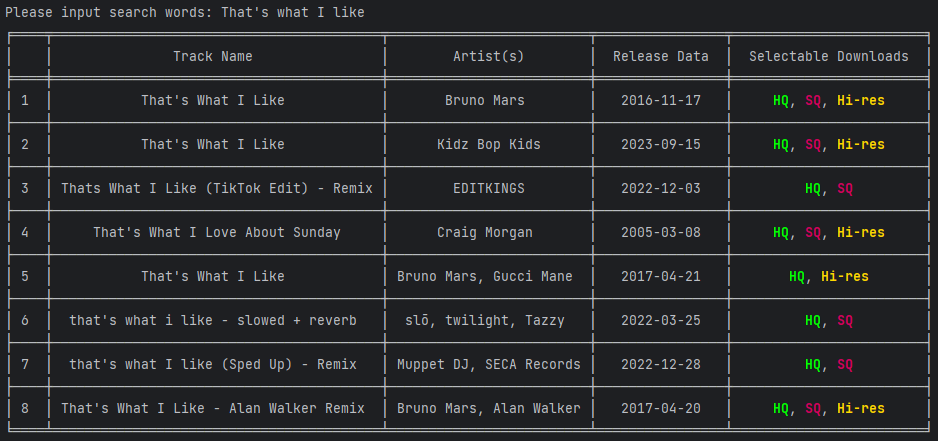 Please input search words: That's what I like
Track Name Artist(s) Release Data Selectable Downloads
1 That's What I Like Bruno Mars 2016-11-17 HQ, SQ, Hi-res
2 That's What I Like Kidz Bop Kids 2023-09-15 HQ, SQ, Hi-res
3 Thats What I Like (TikTok Edit) - Remix EDITKINGS 2022-12-03 HQ, SQ
4 That's What I Love About Sunday Craig Morgan 2005-03-08 HQ, SQ, Hi-res
5 That's What I Like Bruno Mars, Gucci Mane 2017-04-21 HQ, Hi-res
6 that's what i like - slowed + reverb slō, twilight, Tazzy 2022-03-25 HQ, SQ
7 that's what I like (Sped Up) - Remix Muppet DJ, SECA Records 2022-12-28 HQ, SQ
8 That's What I Like - Alan Walker Remix Bruno Mars, Alan Walker 2017-04-20 HQ, SQ, Hi-res